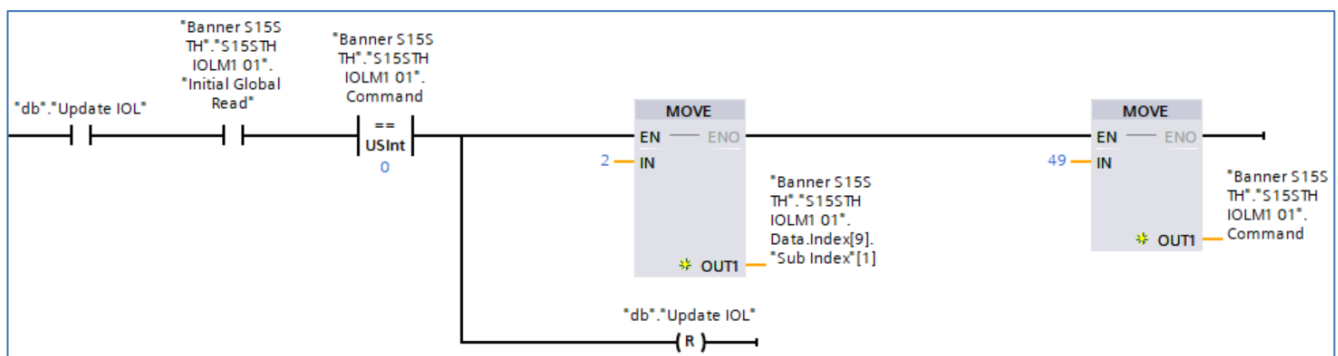 "Banner S15S
TH"."S15STH
IOLM1 01".
"Initial Global
Read"
"Banner S15S
TH"."S15STH
IOLM1 01".
Command
"db"."Update IOL"
==
USInt
0
MOVE
EN
ENO
2
IN
OUT1
"Banner S15S
TH"."S15STH
IOLM1 01".
Data.Index[9].
"Sub Index"[1]
MOVE
EN
ENO
49
IN
OUT1
"Banner S15S
TH"."S15STH
IOLM1 01".
Command
"db"."Update IOL"
R